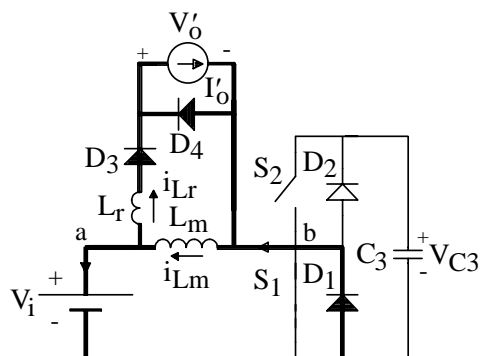 V'o
+ -
I'o
D3 D4
S2 D2
iLr
Lr Lm
a b
+ C3 + VC3
iLm S1 D1 -
Vi
-